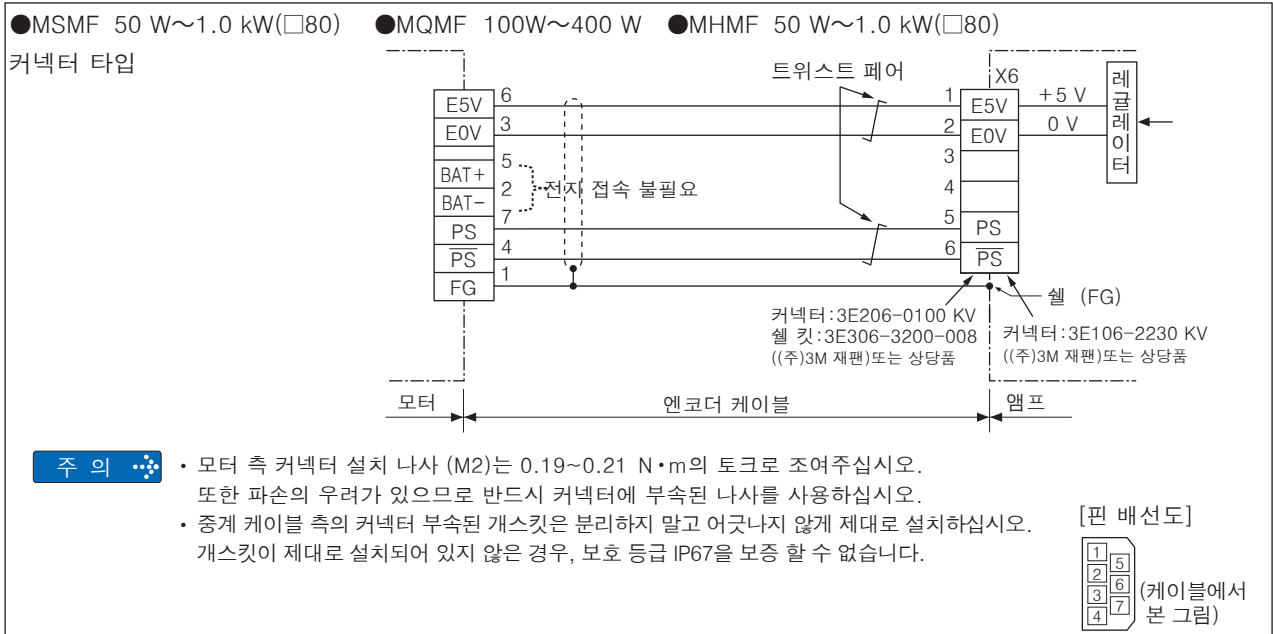 ●MSMF 50 W～1.0 kW(□80) ●MQMF 100W～400 W ●MHMF 50 W～1.0 kW(□80)
커넥터 타입
트위스트 페어
X6
레귤레이터
E5V 6
1 E5V +5 V
E0V 3
2 E0V 0 V
3
BAT+ 5
전지 접속 불필요
4
BAT- 2
PS 7
5 PS
PS 4
6 PS
FG 1
쉘 (FG)
커넥터:3E206-0100 KV
쉘 킷:3E306-3200-008
((주)3M 재팬)또는 상당품
커넥터:3E106-2230 KV
((주)3M 재팬)또는 상당품
모터
엔코더 케이블
앰프
주 의
• 모터 측 커넥터 설치 나사 (M2)는 0.19~0.21 N•m의 토크로 조여주십시오.
또한 파손의 우려가 있으므로 반드시 커넥터에 부속된 나사를 사용하십시오.
• 중계 케이블 측의 커넥터 부속된 개스킷은 분리하지 말고 어긋나지 않게 제대로 설치하십시오.
개스킷이 제대로 설치되어 있지 않은 경우, 보호 등급 IP67을 보증 할 수 없습니다.
[핀 배선도]
1
5
2
6
3
7
4
(케이블에서
본 그림)